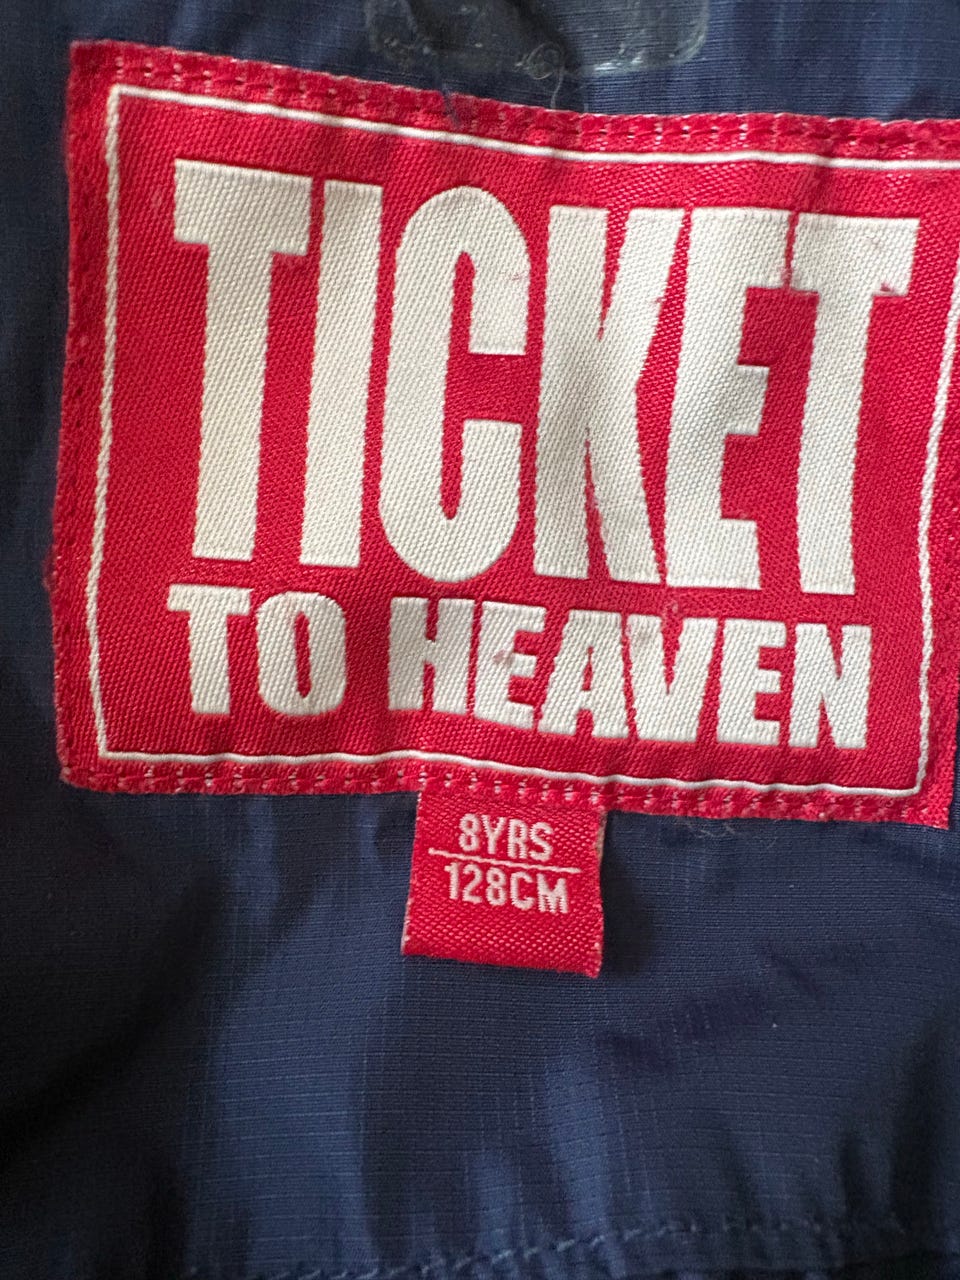 TICKET
TO HEAVEN
8YRS
128CM